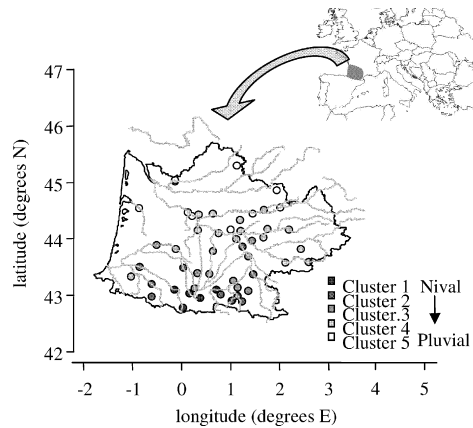 47
46
45
44
43
42
latitude (degrees N)
Cluster 1 Nival
Cluster 2
Cluster.3
Cluster 4
Cluster 5 Pluvial
-2 -1 0 1 2 3 4 5
longitude (degrees E)